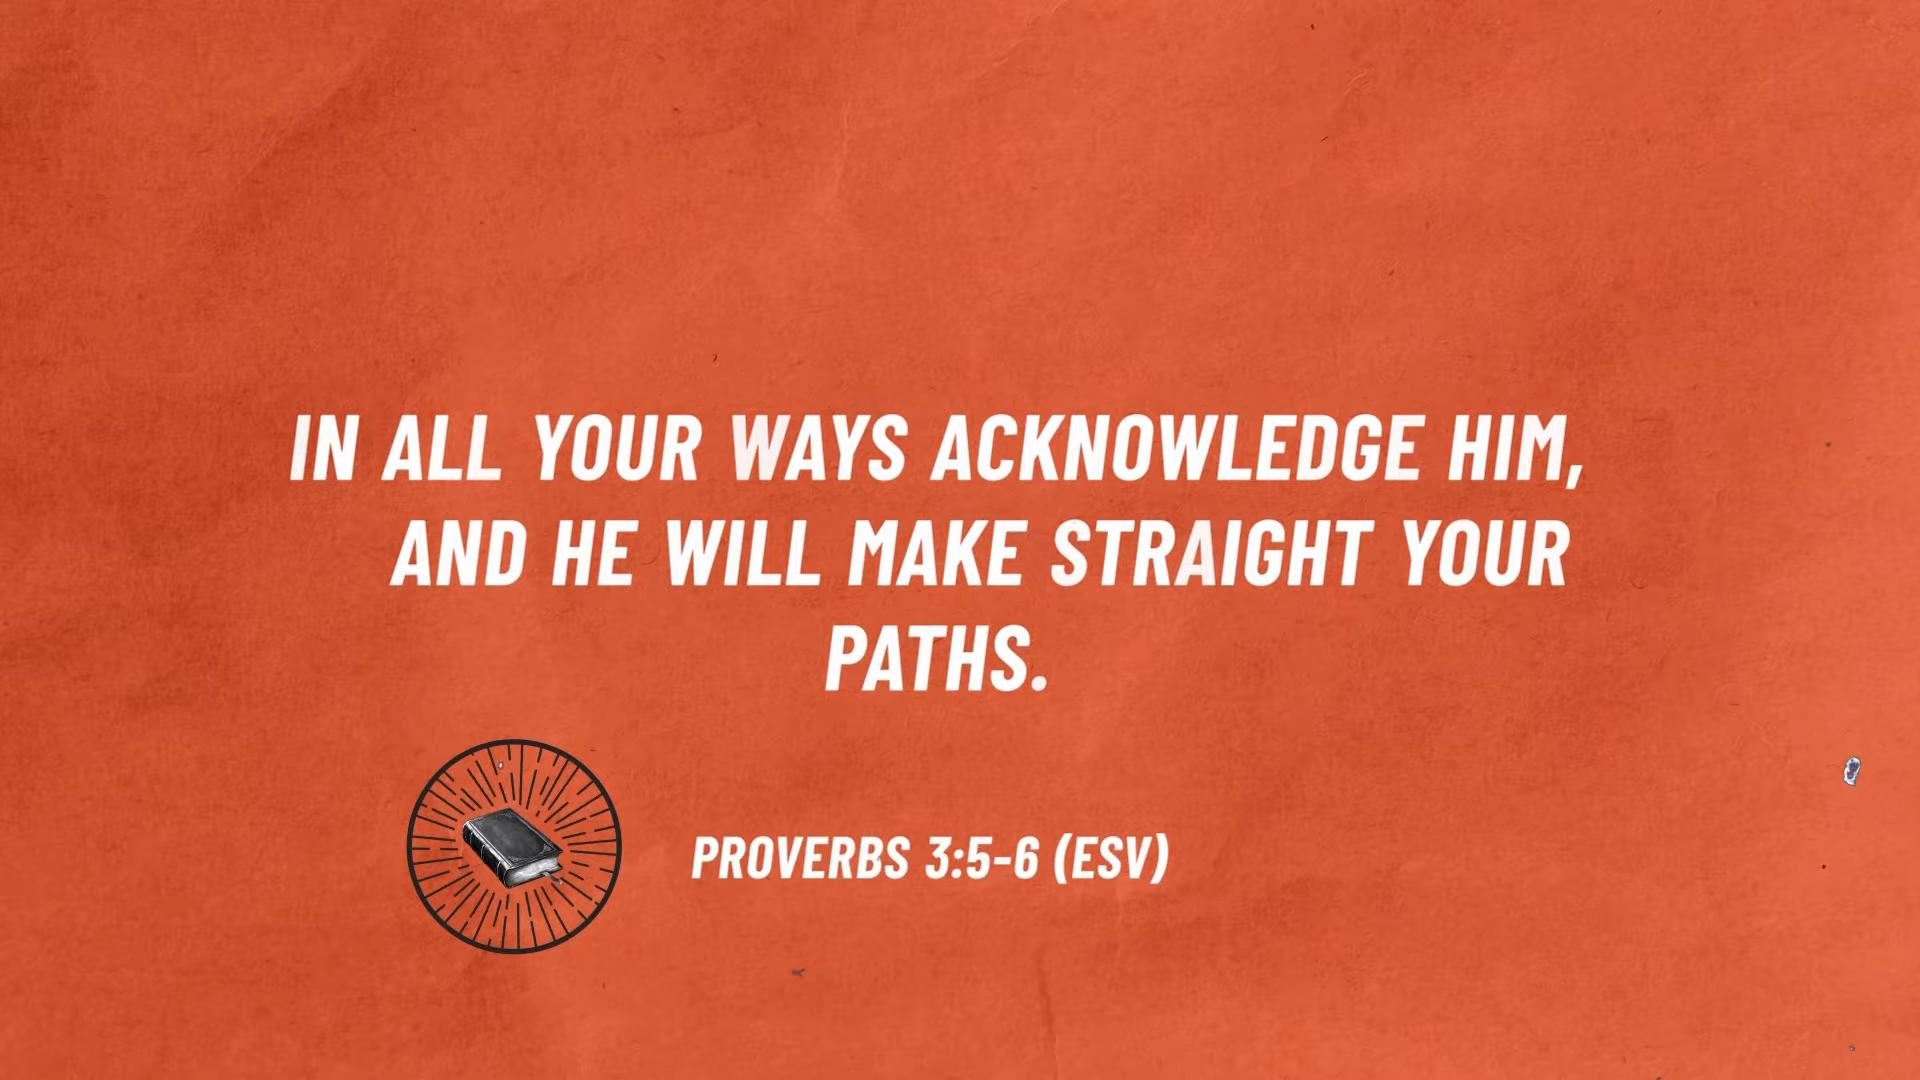 IN ALL YOUR WAYS ACKNOWLEDGE HIM,
AND HE WILL MAKE STRAIGHT YOUR
PATHS.
PROVERBS 3:5-6 (ESV)